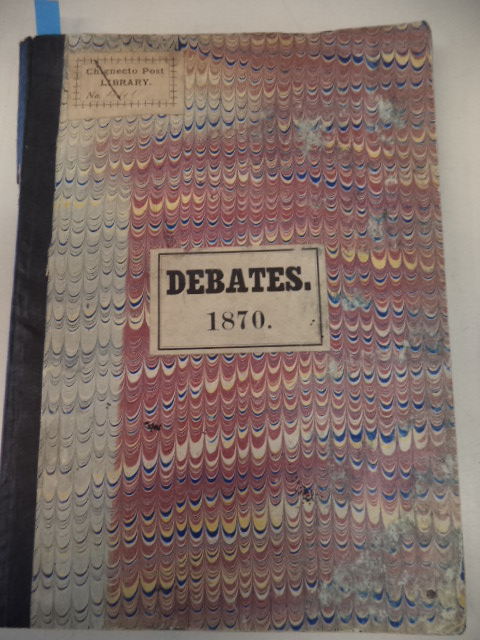 Chignecto Post
LIBRARY.
No.
DEBATES.
1870.